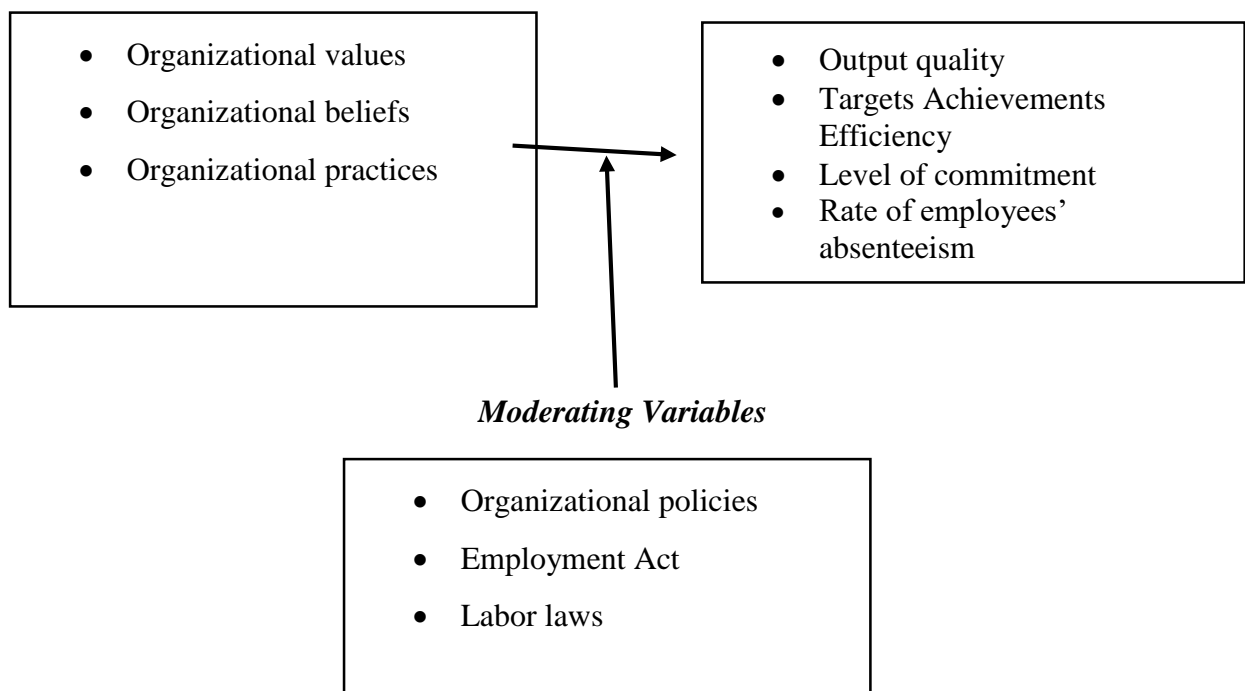 • Organizational values
• Organizational beliefs
• Organizational practices
• Output quality
• Targets Achievements
Efficiency
• Level of commitment
• Rate of employees’
absenteeism
Moderating Variables
• Organizational policies
• Employment Act
• Labor laws